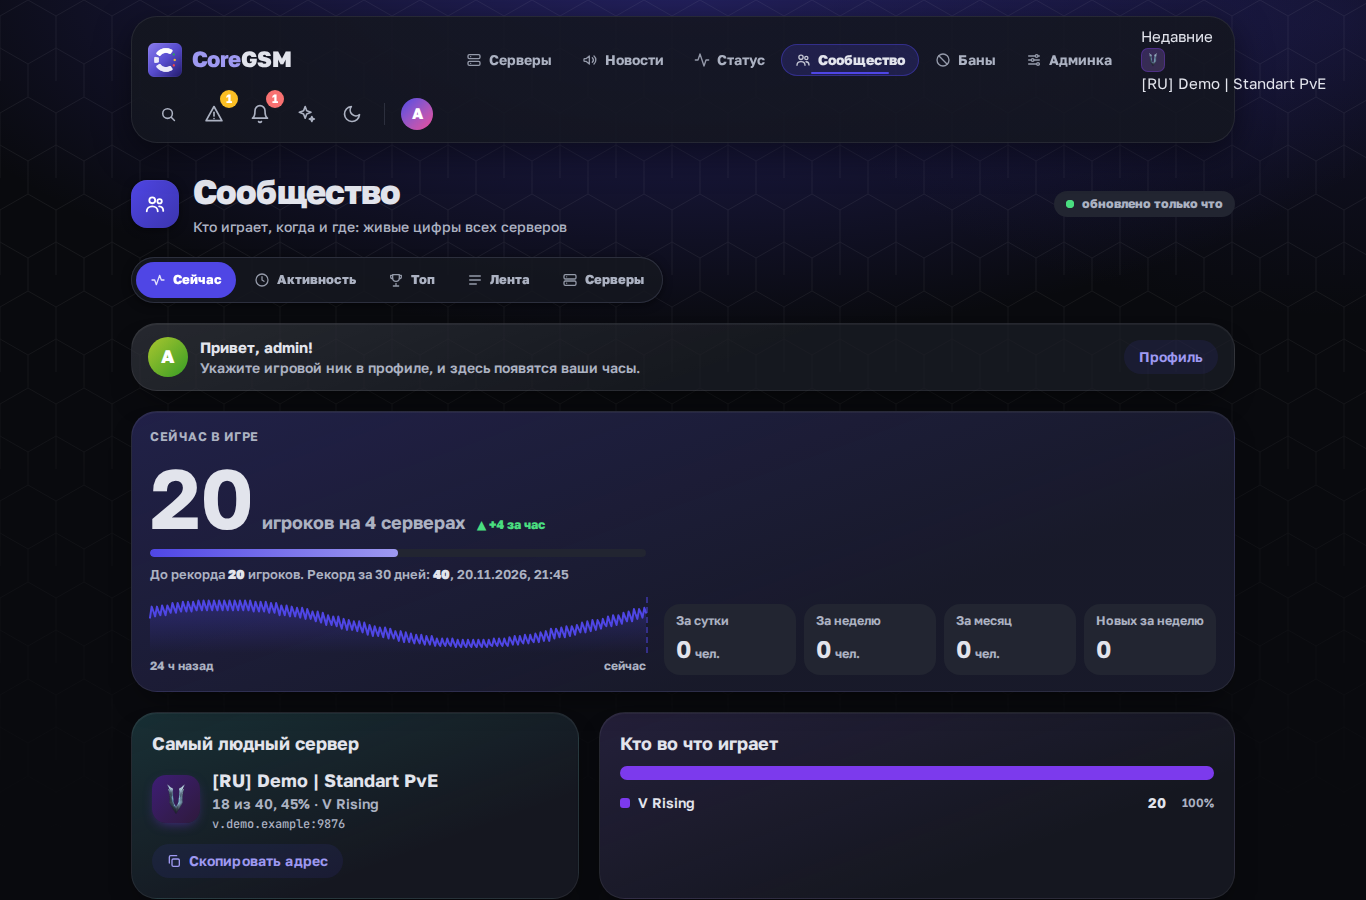 CoreGSM
Серверы
Новости
Статус
Сообщество
Баны
Админка
Недавние
[RU] Demo | Standart PvE
1
1
A
Сообщество
Кто играет, когда и где: живые цифры всех серверов
обновлено только что
Сейчас
Активность
Топ
Лента
Серверы
A
Привет, admin!
Укажите игровой ник в профиле, и здесь появятся ваши часы.
Профиль
СЕЙЧАС В ИГРЕ
20 игроков на 4 серверах ▲ +4 за час
До рекорда 20 игроков. Рекорд за 30 дней: 40, 20.11.2026, 21:45
24 ч назад
сейчас
За сутки
0 чел.
За неделю
0 чел.
За месяц
0 чел.
Новых за неделю
0
Самый людный сервер
[RU] Demo | Standart PvE
18 из 40, 45% · V Rising
v.demo.example:9876
Скопировать адрес
Кто во что играет
V Rising
20
100%